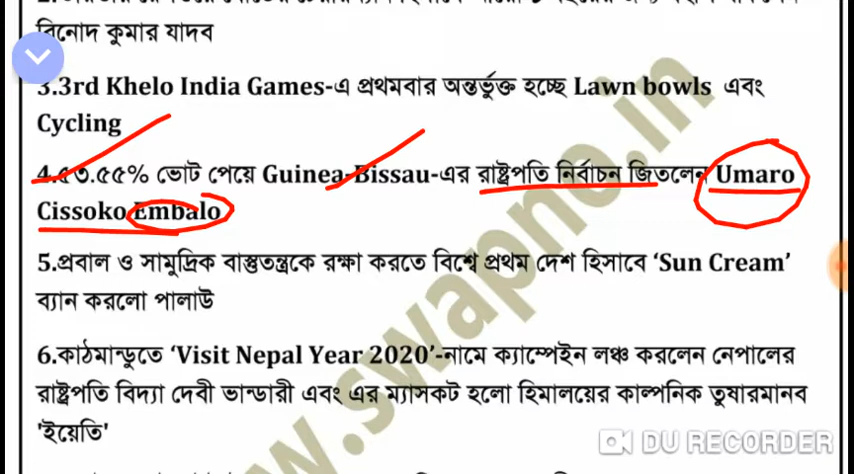 বিনোদ কুমার যাদব
3.3rd Khelo India Games-এ প্রথমবার অন্তর্ভুক্ত হচ্ছে Lawn bowls এবং
Cycling
4.৫৩.৫৫% ভোট পেয়ে Guinea-Bissau-এর রাষ্ট্রপতি নির্বাচন জিতলেন Umaro
Cissoko Embalo
5.প্রবাল ও সামুদ্রিক বাস্তুতন্ত্রকে রক্ষা করতে বিশ্বে প্রথম দেশ হিসাবে ‘Sun Cream’
ব্যান করলো পালাউ
6.কাঠমান্ডুতে ‘Visit Nepal Year 2020’-নামে ক্যাম্পেইন লঞ্চ করলেন নেপালের
রাষ্ট্রপতি বিদ্যা দেবী ভান্ডারী এবং এর ম্যাসকট হলো হিমালয়ের কাল্পনিক তুষারমানব
'ইয়েতি'
www.swapno.in
DU RECORDER